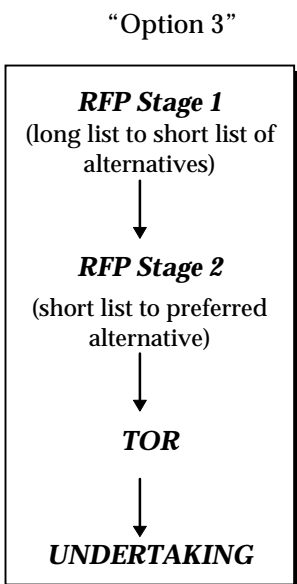 “Option 3”
RFP Stage 1
(long list to short list of
alternatives)
RFP Stage 2
(short list to preferred
alternative)
TOR
UNDERTAKING